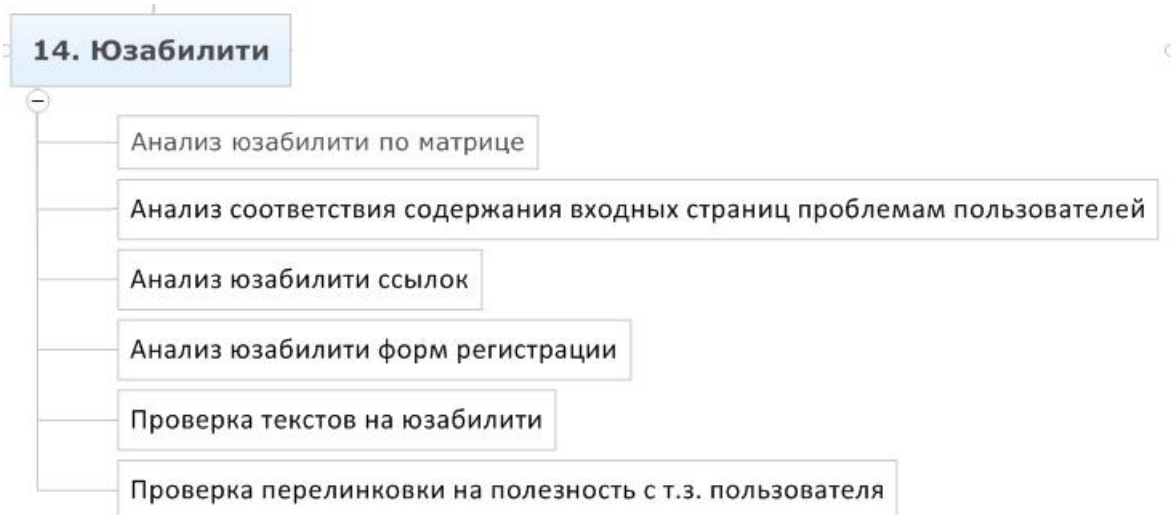 14. Юзабилити
Анализ юзабилити по матрице
Анализ соответствия содержания входных страниц проблемам пользователей
Анализ юзабилити ссылок
Анализ юзабилити форм регистрации
Проверка текстов на юзабилити
Проверка перелинковки на полезность с т.з. пользователя